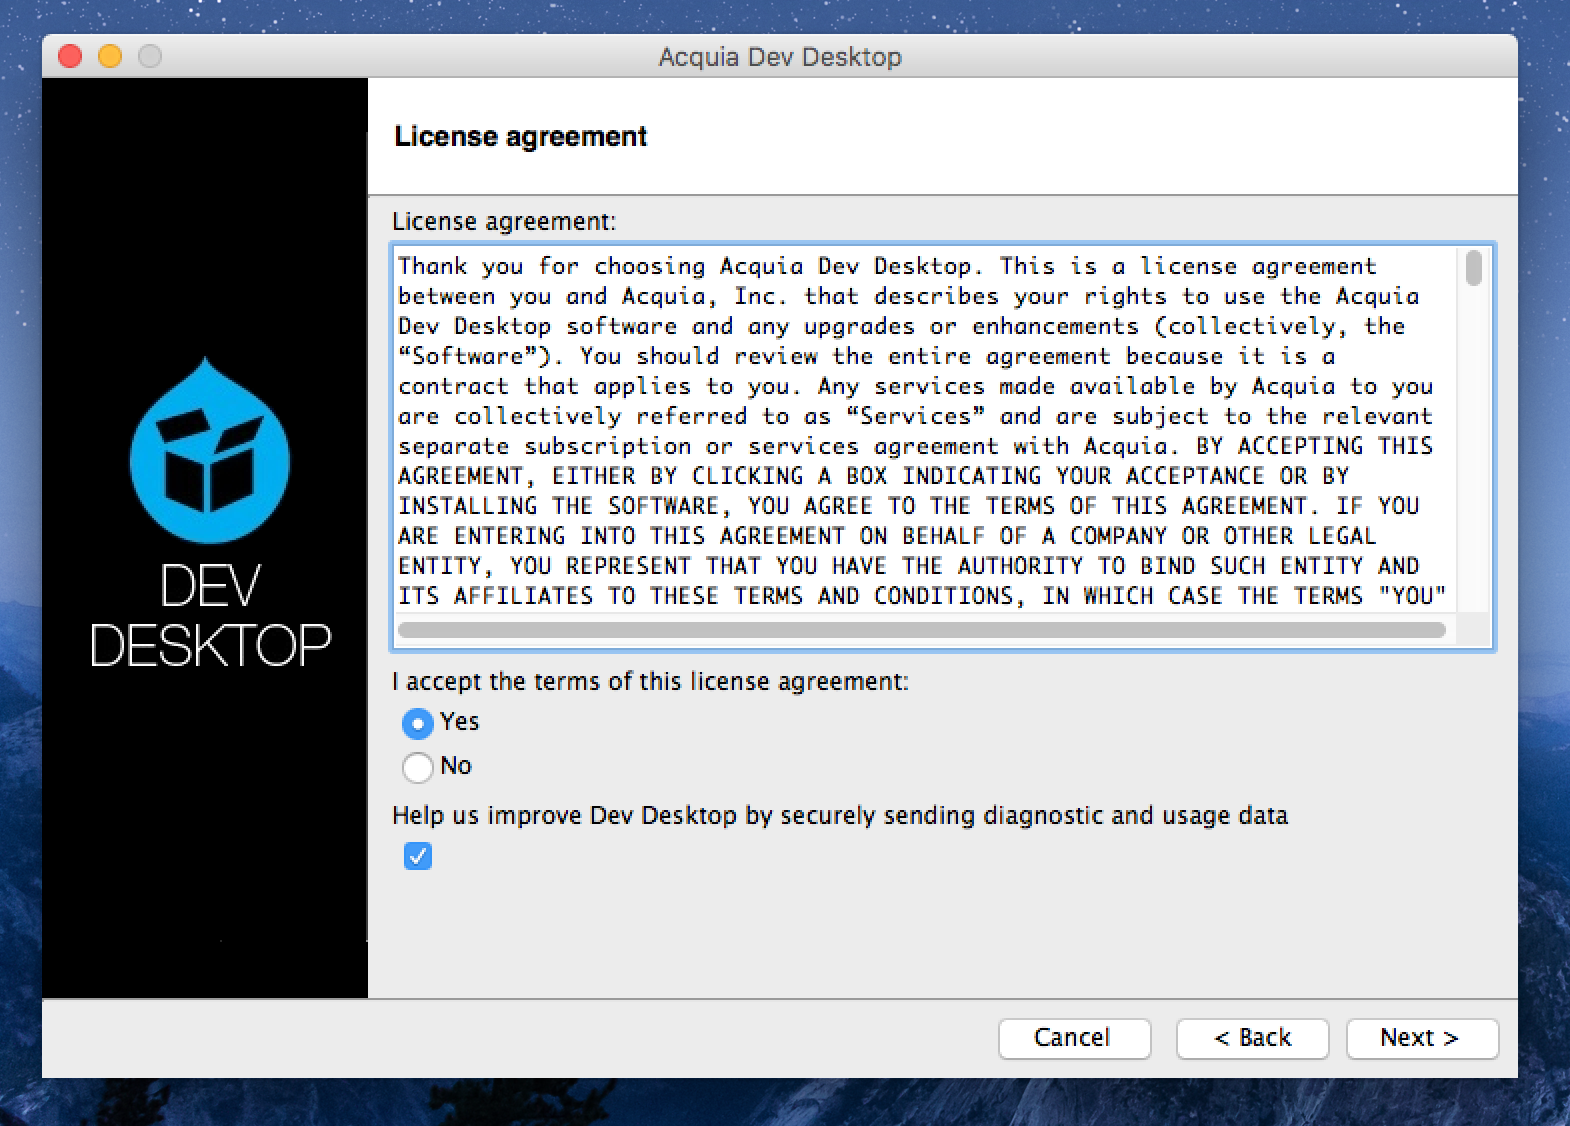 Acquia Dev Desktop
License agreement
License agreement:
Thank you for choosing Acquia Dev Desktop. This is a license agreement
between you and Acquia, Inc. that describes your rights to use the Acquia
Dev Desktop software and any upgrades or enhancements (collectively, the
“Software”). You should review the entire agreement because it is a
contract that applies to you. Any services made available by Acquia to you
are collectively referred to as “Services” and are subject to the relevant
separate subscription or services agreement with Acquia. BY ACCEPTING THIS
AGREEMENT, EITHER BY CLICKING A BOX INDICATING YOUR ACCEPTANCE OR BY
INSTALLING THE SOFTWARE, YOU AGREE TO THE TERMS OF THIS AGREEMENT. IF YOU
ARE ENTERING INTO THIS AGREEMENT ON BEHALF OF A COMPANY OR OTHER LEGAL
ENTITY, YOU REPRESENT THAT YOU HAVE THE AUTHORITY TO BIND SUCH ENTITY AND
ITS AFFILIATES TO THESE TERMS AND CONDITIONS, IN WHICH CASE THE TERMS "YOU"
DEV
DESKTOP
I accept the terms of this license agreement:
Yes
No
Help us improve Dev Desktop by securely sending diagnostic and usage data
Cancel
< Back
Next >